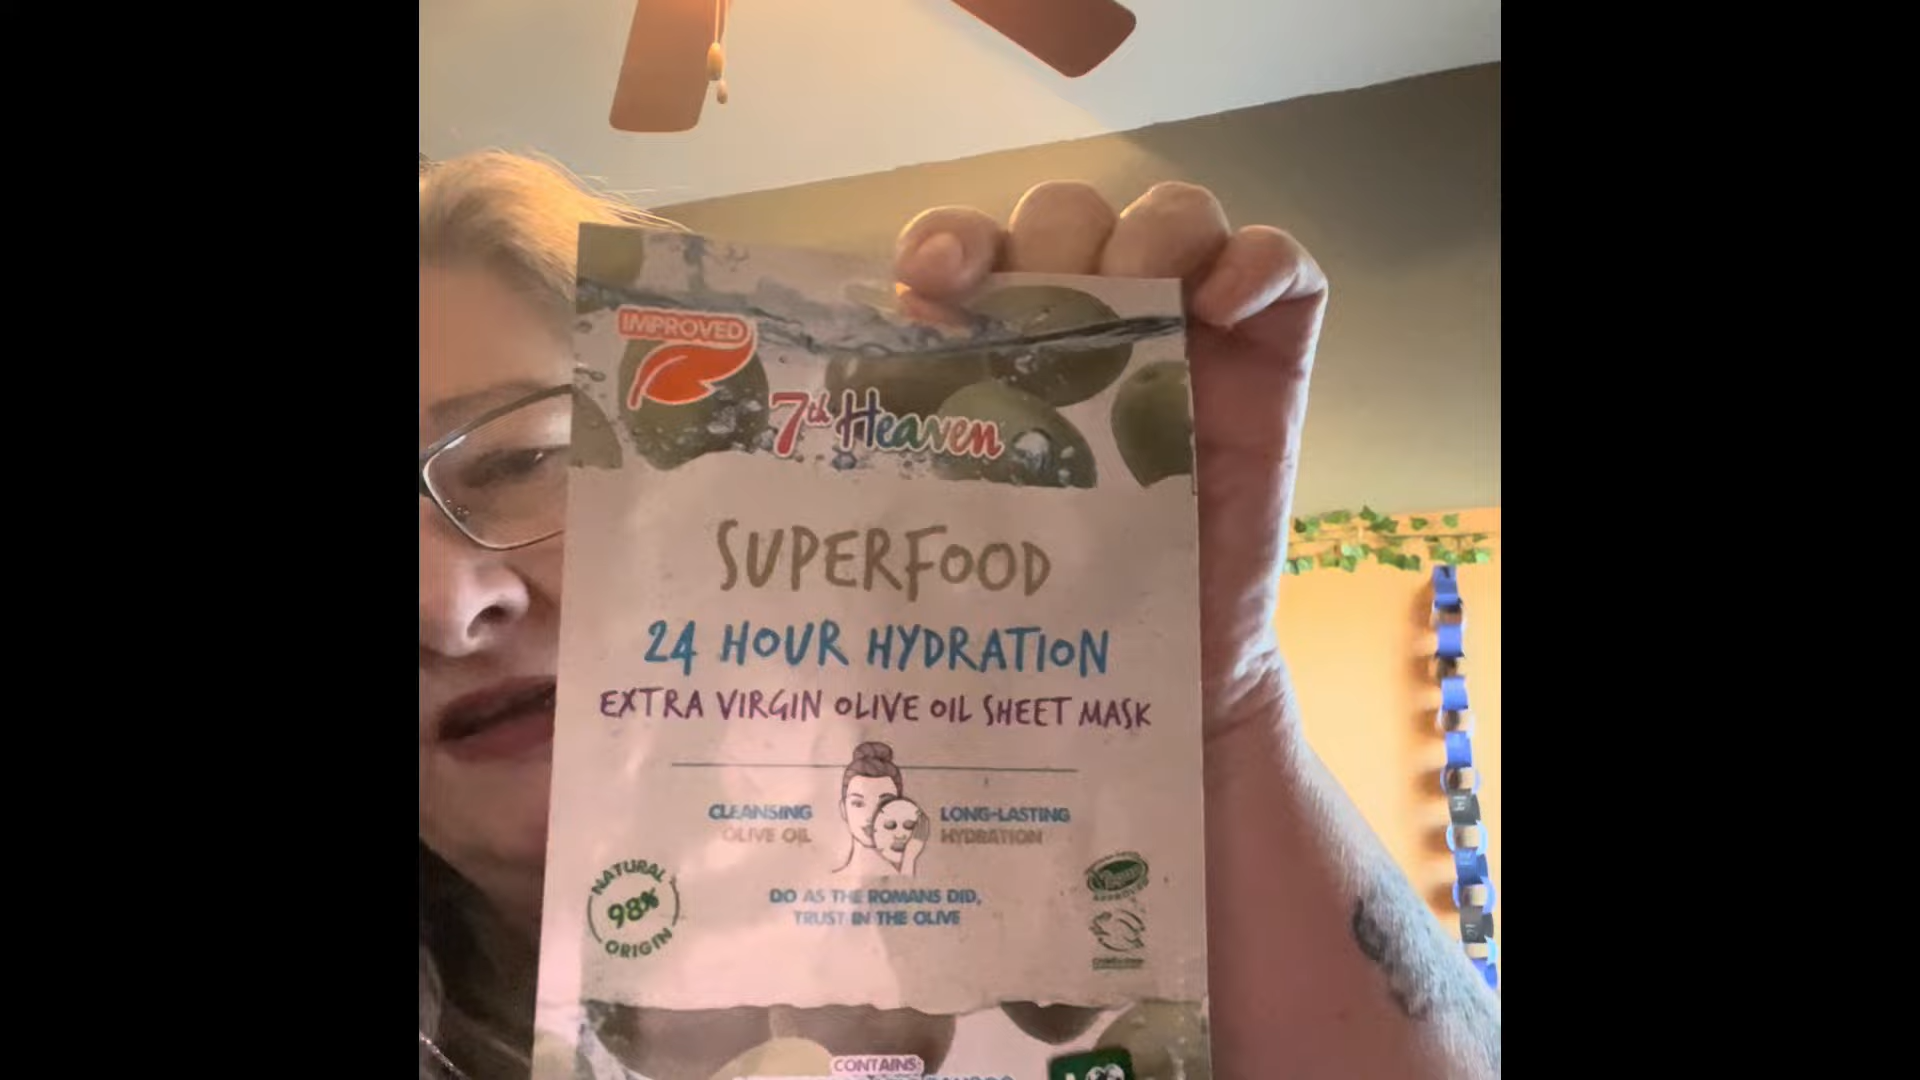 IMPROVED
7th Heaven
SUPERFOOD
24 HOUR HYDRATION
EXTRA VIRGIN OLIVE OIL SHEET MASK
CLEANSING
OLIVE OIL
LONG-LASTING
HYDRATION
NATURAL
98%
ORIGIN
DO AS THE ROMANS DID,
TRUST IN THE OLIVE
APPROVED
CONTAINS: